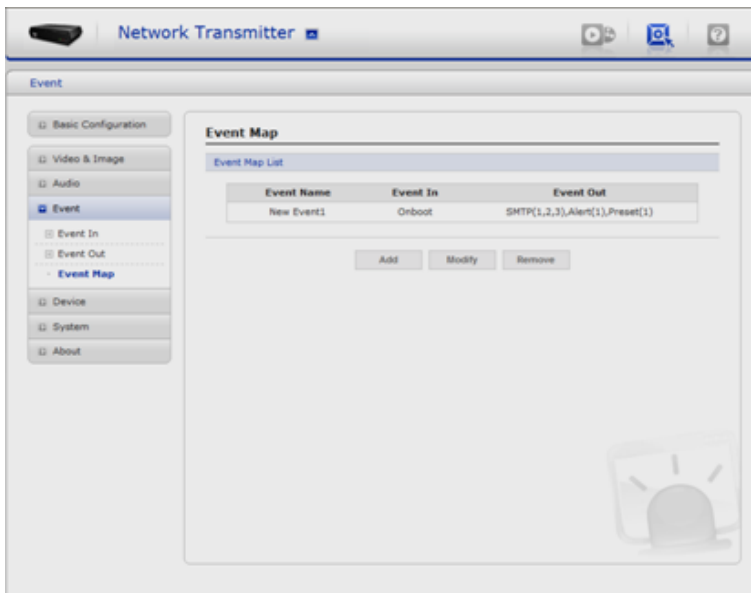 Network Transmitter
Event
Basic Configuration
Video & Image
Audio
Event
Event In
Event Out
Event Map
Device
System
About
Event Map
Event Map List
Event Name Event In Event Out
New Event1 Onboot SMTP(1,2,3),Alert(1),Preset(1)
Add Modify Remove
?